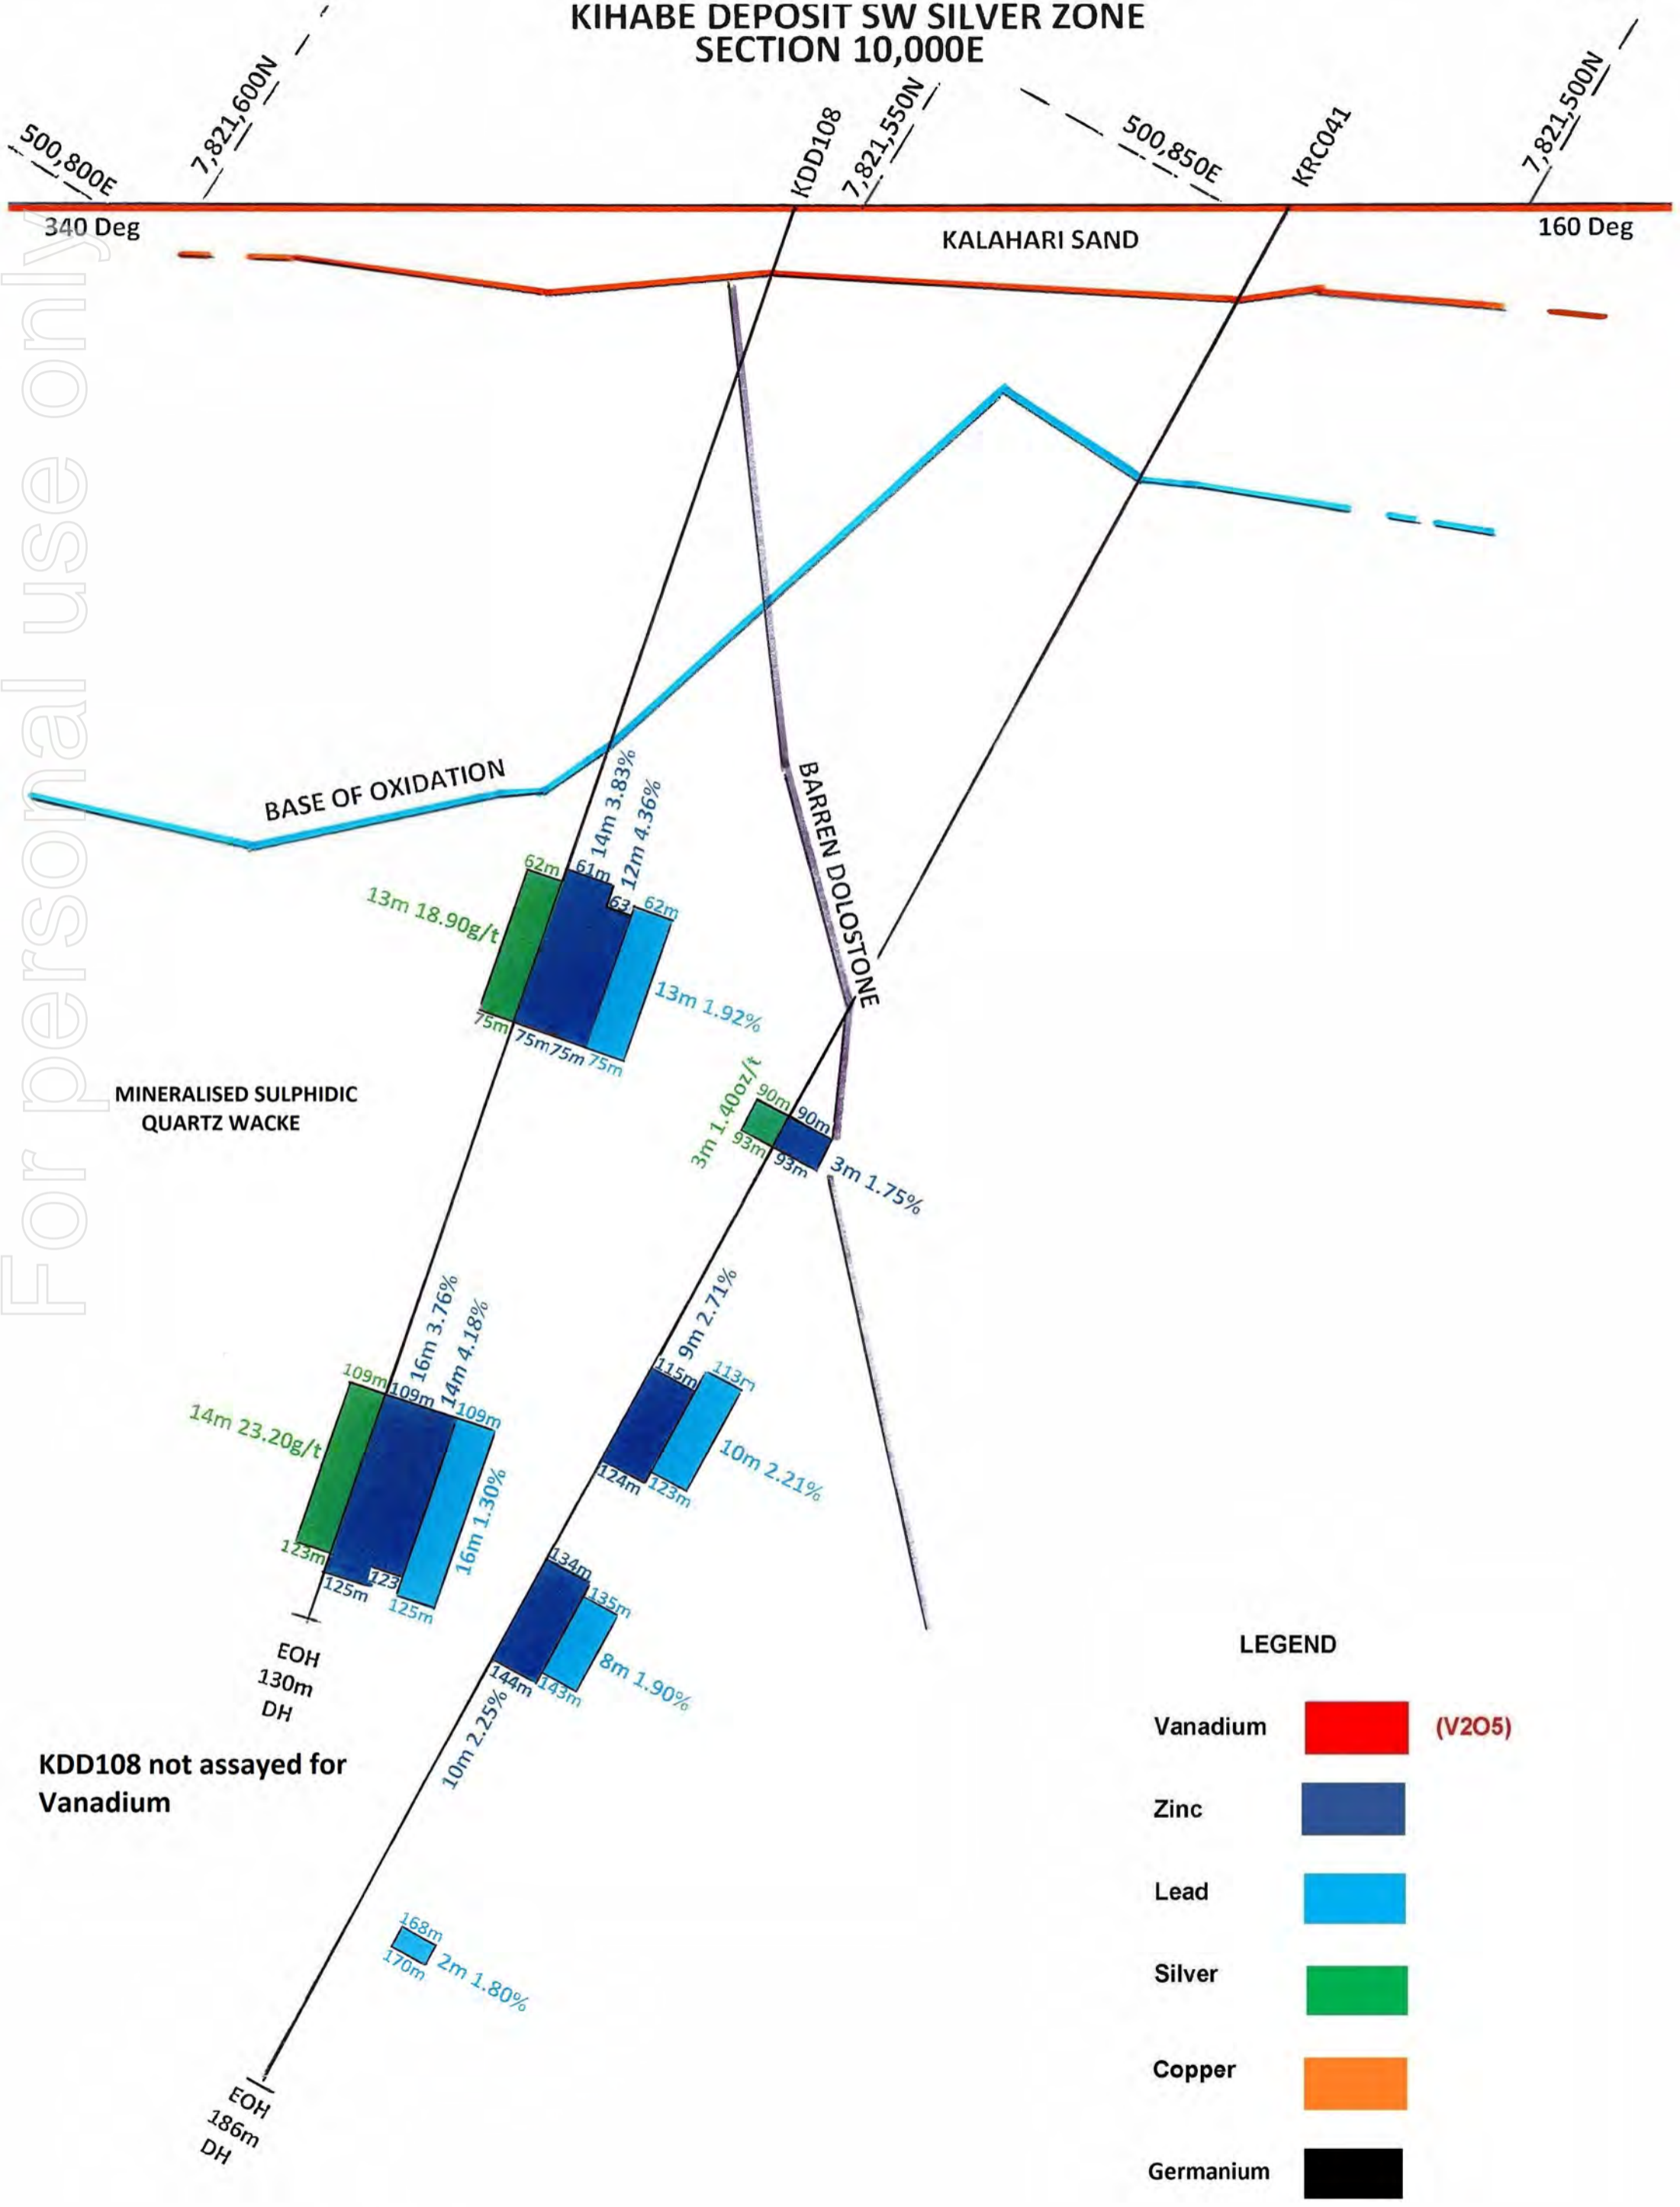 KIHABE DEPOSIT SW SILVER ZONE
SECTION 10,000E
500,800E
7,821,600N
KDD108
7,821,550N
500,850E
KRC041
7,821,500N
340 Deg
160 Deg
KALAHARI SAND
For personal use only
BASE OF OXIDATION
BARREN DOLOSTONE
14m 3.83%
12m 4.36%
62m
61m
63
62m
13m 18.90g/t
13m 1.92%
75m
75m
75m
75m
MINERALISED SULPHIDIC
QUARTZ WACKE
3m 1.40oz/t
90m
90m
93m
93m
3m 1.75%
16m 3.76%
14m 4.18%
109m
109m
109m
14m 23.20g/t
16m 1.30%
123m
125m
123
125m
9m 2.71%
115m
113m
10m 2.21%
124m
123m
134m
135m
8m 1.90%
144m
143m
10m 2.25%
EOH
130m
DH
KDD108 not assayed for
Vanadium
168m
170m
2m 1.80%
EOH
186m
DH
LEGEND
Vanadium
(V2O5)
Zinc
Lead
Silver
Copper
Germanium